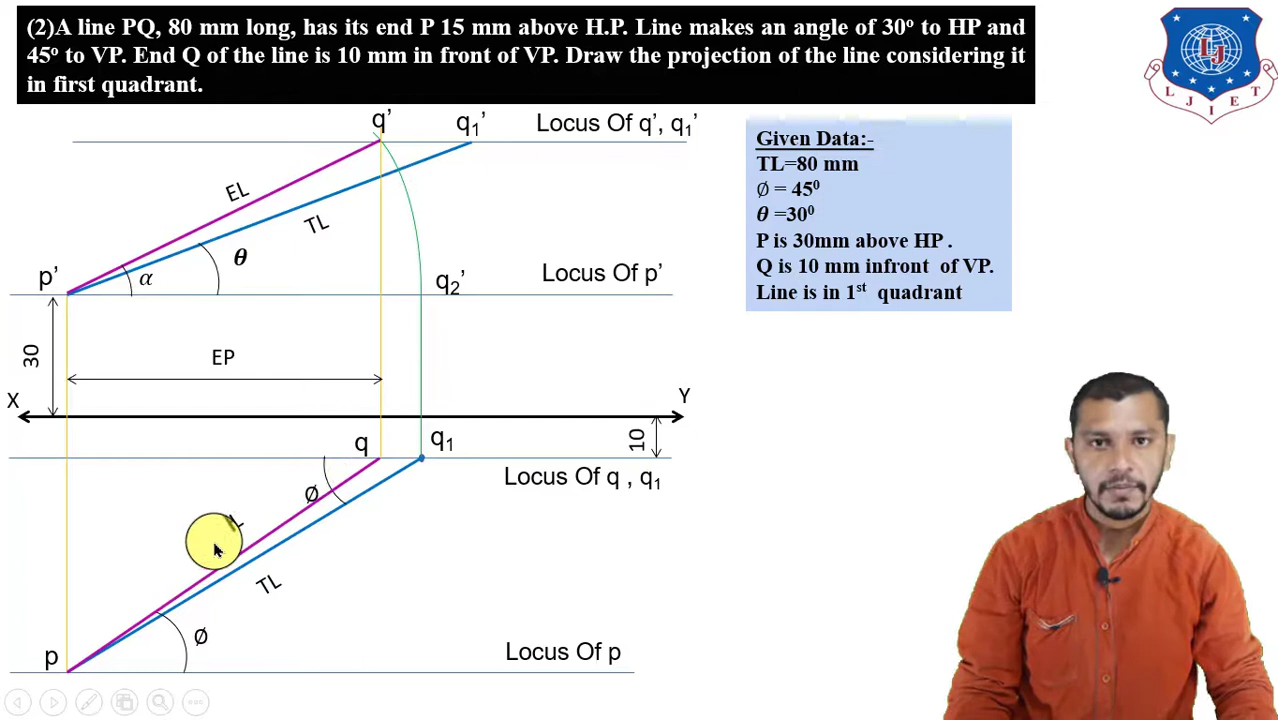 (2)A line PQ, 80 mm long, has its end P 15 mm above H.P. Line makes an angle of 30º to HP and
45º to VP. End Q of the line is 10 mm in front of VP. Draw the projection of the line considering it
in first quadrant.
LJ
L J I E T
q’
q₁’
Locus Of q’, q₁’
EL
TL
p’
α
θ
q₂’
Locus Of p’
30
EP
X
Y
q
q₁
10
Locus Of q , q₁
Ø
L
TL
Ø
p
Locus Of p
Given Data:-
TL=80 mm
Ø = 45⁰
θ =30⁰
P is 30mm above HP .
Q is 10 mm infront of VP.
Line is in 1ˢᵗ quadrant